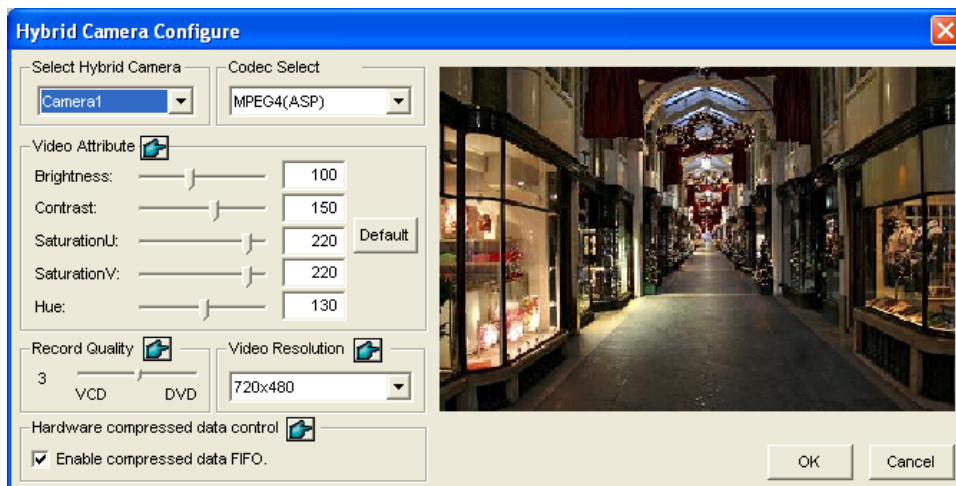 Hybrid Camera Configure
Select Hybrid Camera
Camera1
Codec Select
MPEG4(ASP)
Video Attribute
Brightness: 100
Contrast: 150
SaturationU: 220
SaturationV: 220
Hue: 130
Default
Record Quality
3
VCD DVD
Video Resolution
720x480
Hardware compressed data control
Enable compressed data FIFO.
OK Cancel